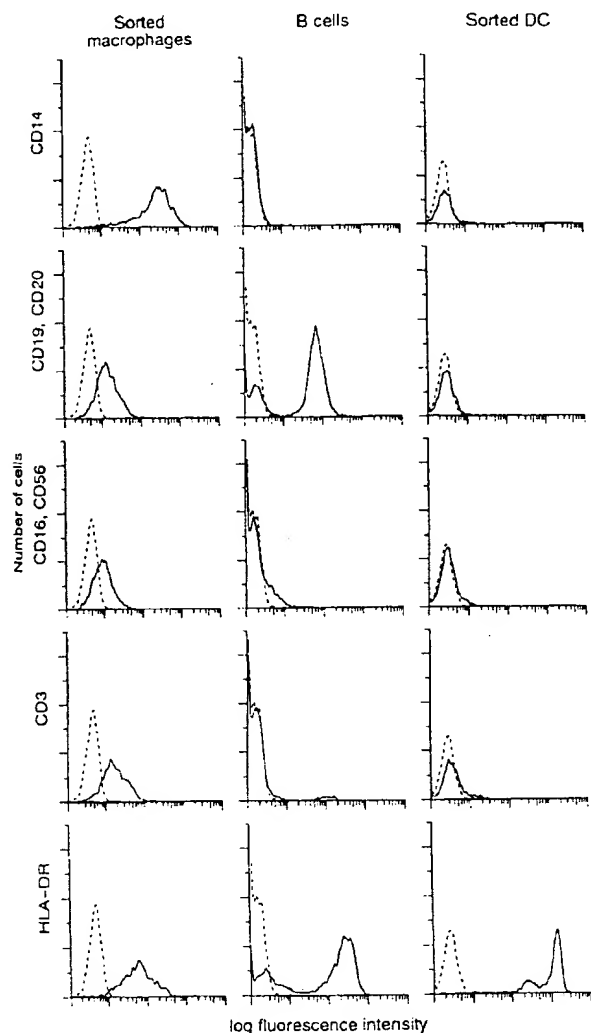 Sorted
macrophages
B cells
Sorted DC
CD14
CD19, CD20
Number of cells
CD16, CD56
CD3
HLA-DR
log fluorescence intensity